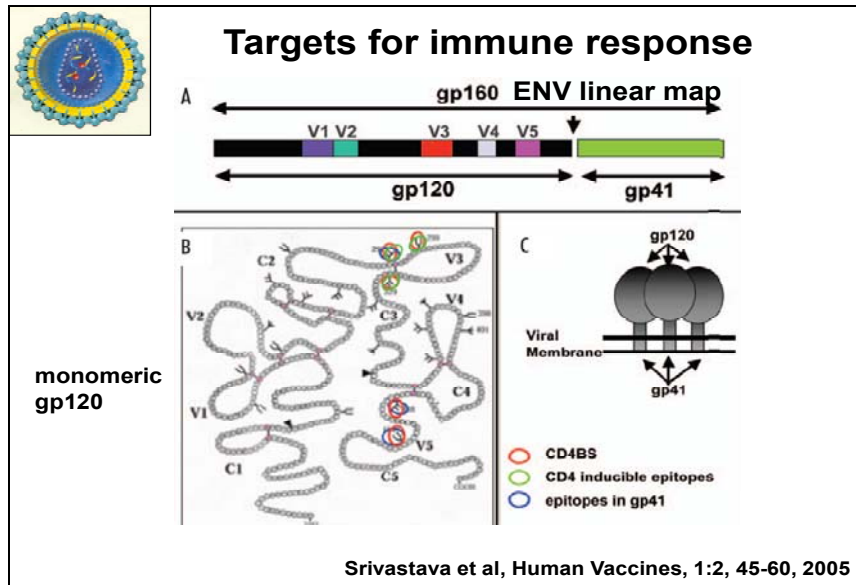 Targets for immune response
A
gp160
ENV linear map
V1 V2 V3 V4 V5
gp120
gp41
B
C2
V3
V2
C3
V4
V1
C4
C1
V5
C5
monomeric
gp120
C
gp120
Viral
Membrane
gp41
CD4BS
CD4 inducible epitopes
epitopes in gp41
Srivastava et al, Human Vaccines, 1:2, 45-60, 2005